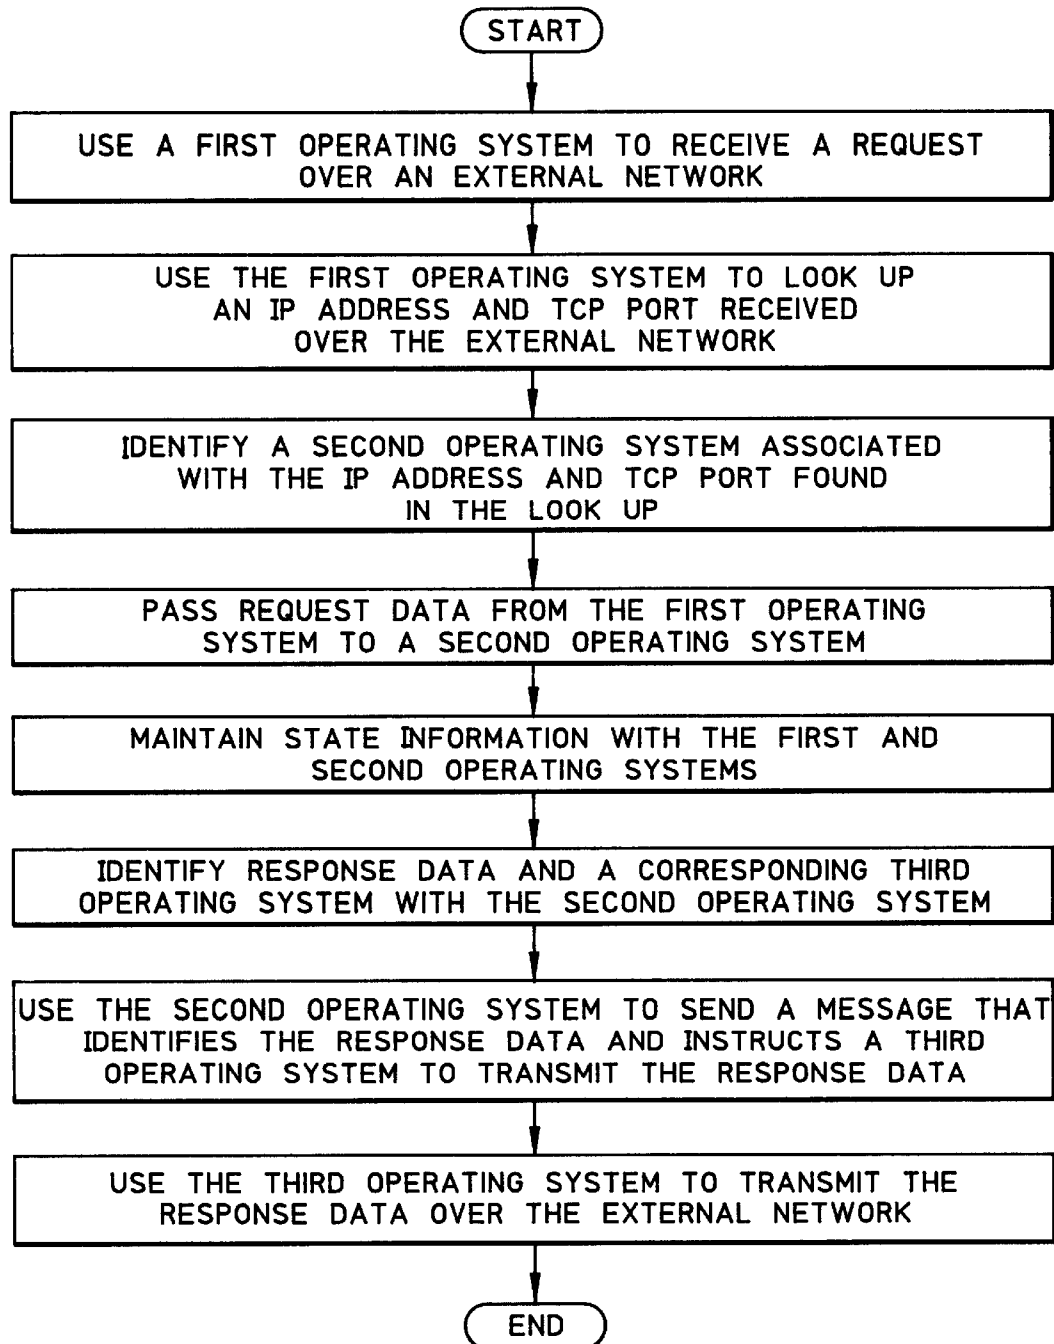 START
USE A FIRST OPERATING SYSTEM TO RECEIVE A REQUEST
OVER AN EXTERNAL NETWORK
USE THE FIRST OPERATING SYSTEM TO LOOK UP
AN IP ADDRESS AND TCP PORT RECEIVED
OVER THE EXTERNAL NETWORK
IDENTIFY A SECOND OPERATING SYSTEM ASSOCIATED
WITH THE IP ADDRESS AND TCP PORT FOUND
IN THE LOOK UP
PASS REQUEST DATA FROM THE FIRST OPERATING
SYSTEM TO A SECOND OPERATING SYSTEM
MAINTAIN STATE INFORMATION WITH THE FIRST AND
SECOND OPERATING SYSTEMS
IDENTIFY RESPONSE DATA AND A CORRESPONDING THIRD
OPERATING SYSTEM WITH THE SECOND OPERATING SYSTEM
USE THE SECOND OPERATING SYSTEM TO SEND A MESSAGE THAT
IDENTIFIES THE RESPONSE DATA AND INSTRUCTS A THIRD
OPERATING SYSTEM TO TRANSMIT THE RESPONSE DATA
USE THE THIRD OPERATING SYSTEM TO TRANSMIT THE
RESPONSE DATA OVER THE EXTERNAL NETWORK
END